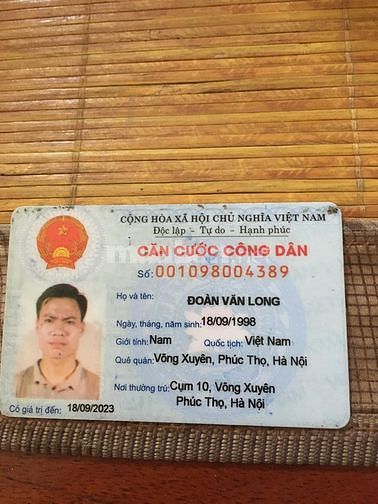 CỘNG HÒA XÃ HỘI CHỦ NGHĨA VIỆT NAM
Độc lập - Tự do - Hạnh phúc
CĂN CƯỚC CÔNG DÂN
Số: 001098004389
Họ và tên:
ĐOÀN VĂN LONG
Ngày, tháng, năm sinh: 18/09/1998
Giới tính: Nam Quốc tịch: Việt Nam
Quê quán: Võng Xuyên, Phúc Thọ, Hà Nội
Nơi thường trú: Cụm 10, Võng Xuyên
Phúc Thọ, Hà Nội
Có giá trị đến: 18/09/2023